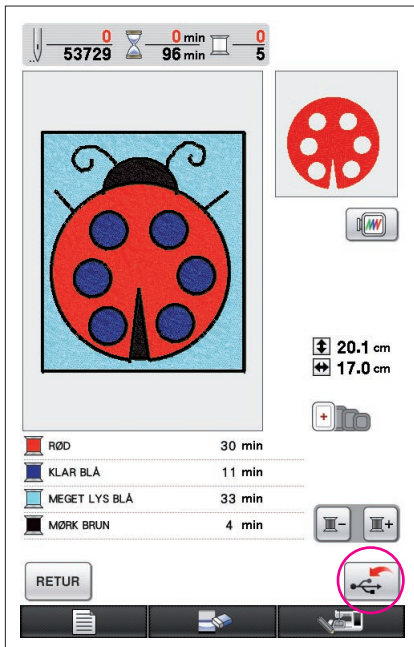 0 0 min 0
53729 96 min 5
20.1 cm
17.0 cm
RØD 30 min
KLAR BLÅ 11 min
MEGET LYS BLÅ 33 min
MØRK BRUN 4 min
RETUR